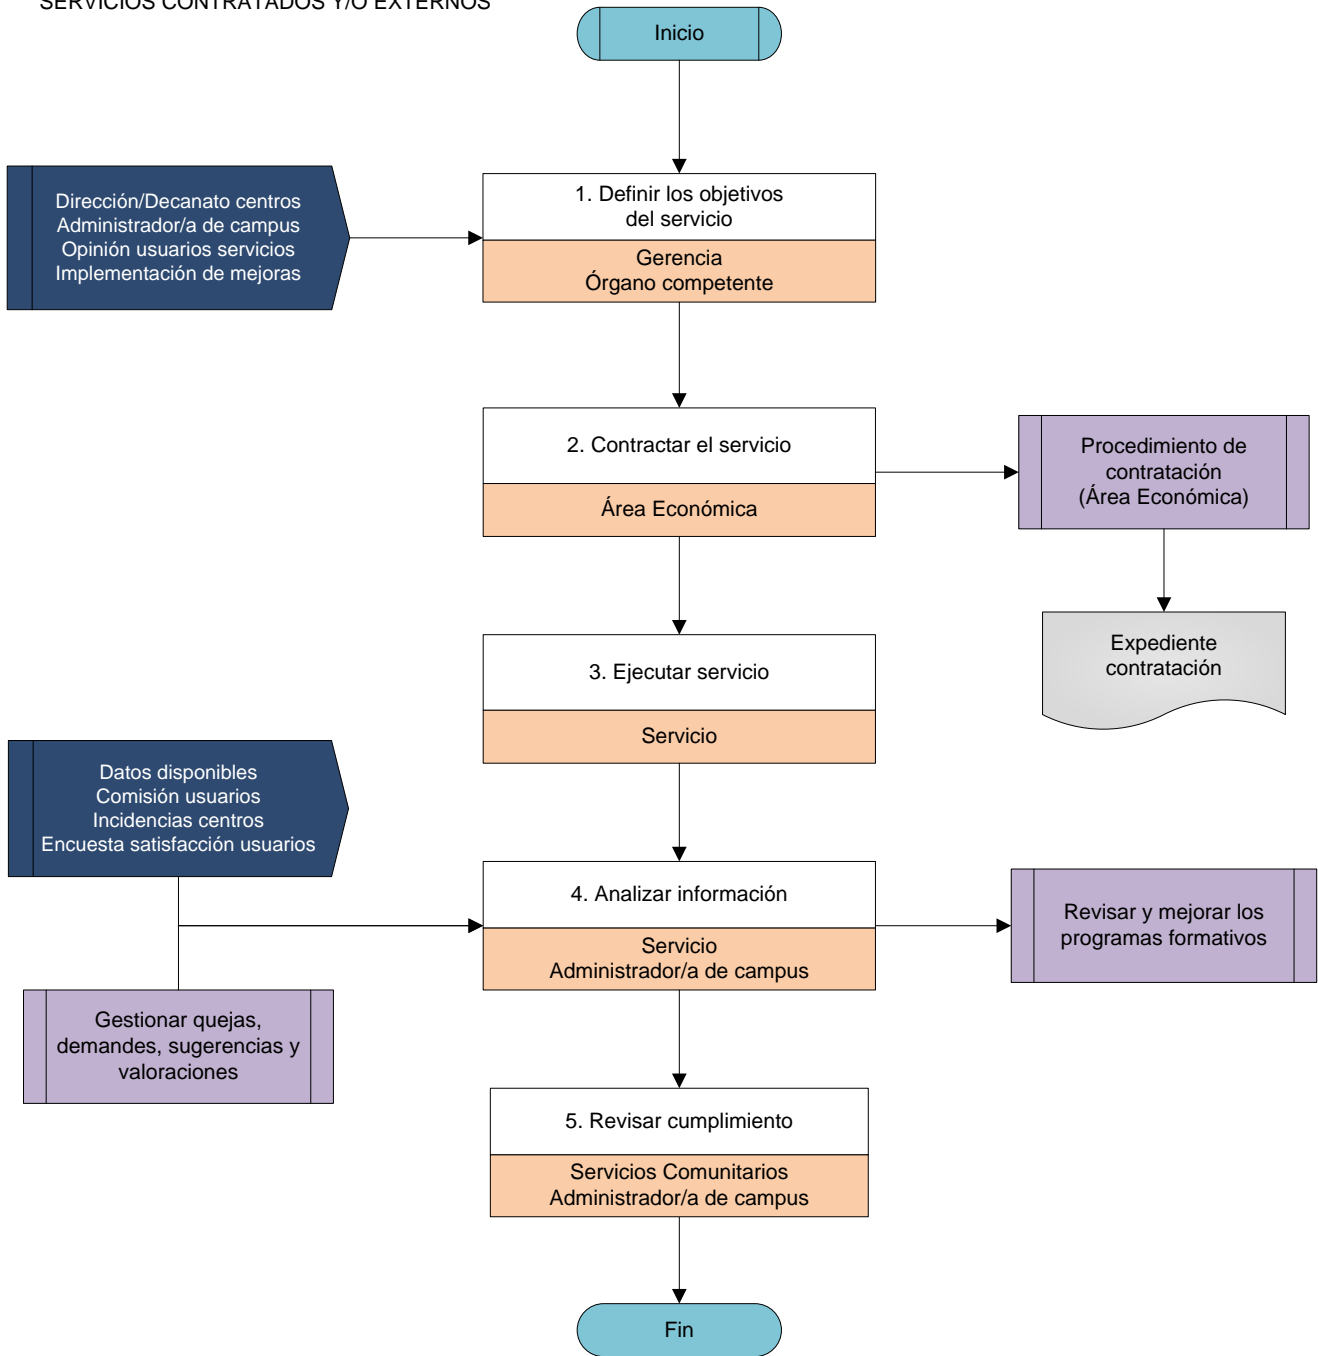 SERVICIOS CONTRATADOS Y/O EXTERNOS
Inicio
Dirección/Decanato centros
Administrador/a de campus
Opinión usuarios servicios
Implementación de mejoras
1. Definir los objetivos
del servicio
Gerencia
Órgano competente
2. Contractar el servicio
Área Económica
Procedimiento de
contratación
(Área Económica)
Expediente
contratación
3. Ejecutar servicio
Servicio
Datos disponibles
Comisión usuarios
Incidencias centros
Encuesta satisfacción usuarios
4. Analizar información
Servicio
Administrador/a de campus
Revisar y mejorar los
programas formativos
Gestionar quejas,
demandes, sugerencias y
valoraciones
5. Revisar cumplimiento
Servicios Comunitarios
Administrador/a de campus
Fin